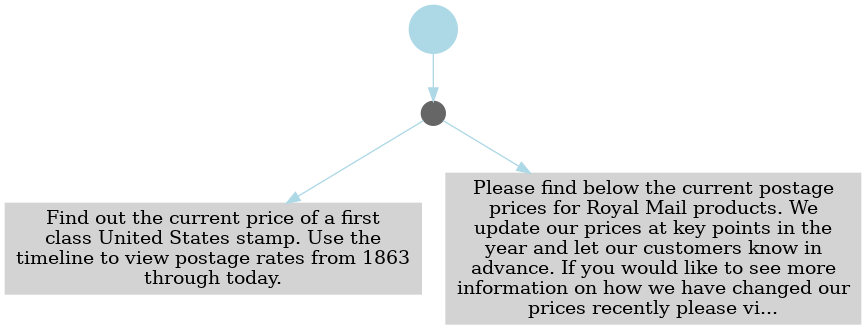 Find out the current price of a first
class United States stamp. Use the
timeline to view postage rates from 1863
through today.
Please find below the current postage
prices for Royal Mail products. We
update our prices at key points in the
year and let our customers know in
advance. If you would like to see more
information on how we have changed our
prices recently please vi...